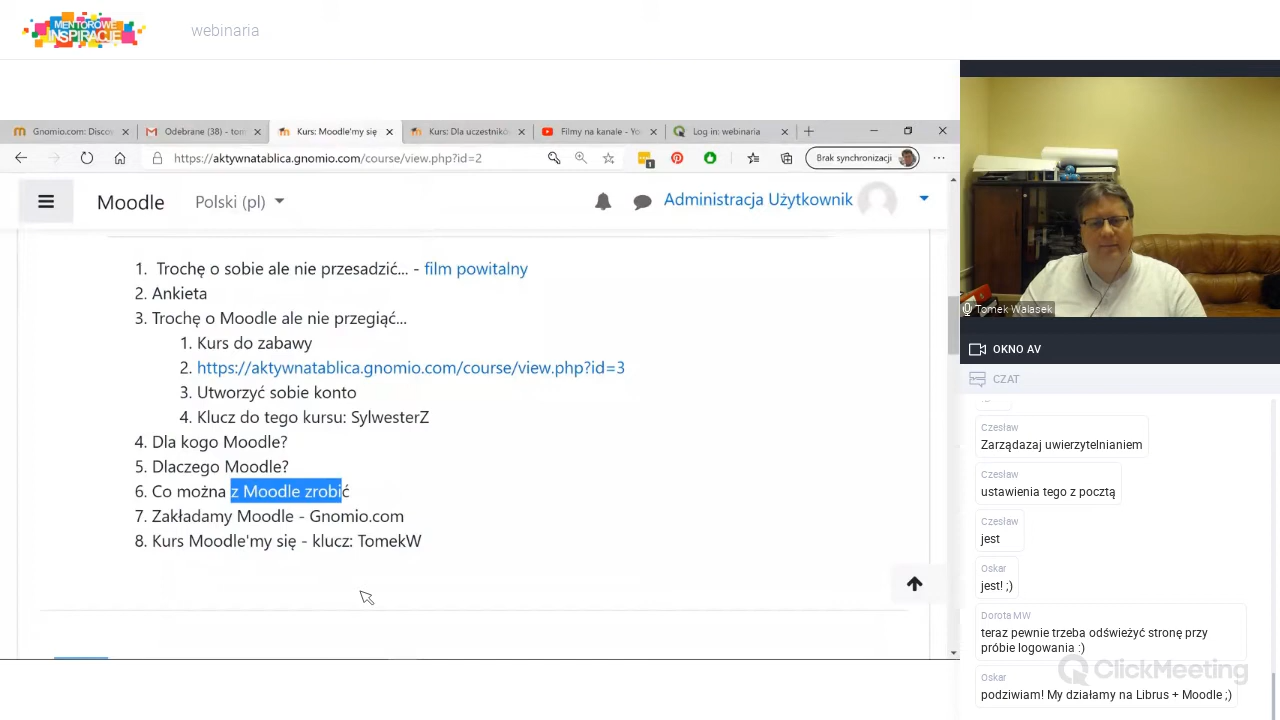 MENTOROWE
INSPIRACJE
webinaria
Gnomio.com: Disco
Odebrane (38) - tom
Kurs: Moodle'my się
Kurs: Dla uczestników
Filmy na kanale - Yo
Log in: webinaria
https://aktywnatablica.gnomio.com/course/view.php?id=2
1
Brak synchronizacji
Moodle
Polski (pl)
Administracja Użytkownik
1. Trochę o sobie ale nie przesadzić... - film powitalny
2. Ankieta
3. Trochę o Moodle ale nie przegiąć...
1. Kurs do zabawy
2. https://aktywnatablica.gnomio.com/course/view.php?id=3
3. Utworzyć sobie konto
4. Klucz do tego kursu: SylwesterZ
4. Dla kogo Moodle?
5. Dlaczego Moodle?
6. Co można z Moodle zrobić
7. Zakładamy Moodle - Gnomio.com
8. Kurs Moodle'my się - klucz: TomekW
Tomek Walasek
OKNO AV
CZAT
Czesław
Zarządazaj uwierzytelnianiem
Czesław
ustawienia tego z pocztą
Czesław
jest
Oskar
jest! ;)
Dorota MW
teraz pewnie trzeba odświeżyć stronę przy
próbie logowania :)
Oskar
podziwiam! My działamy na Librus + Moodle ;)
ClickMeeting